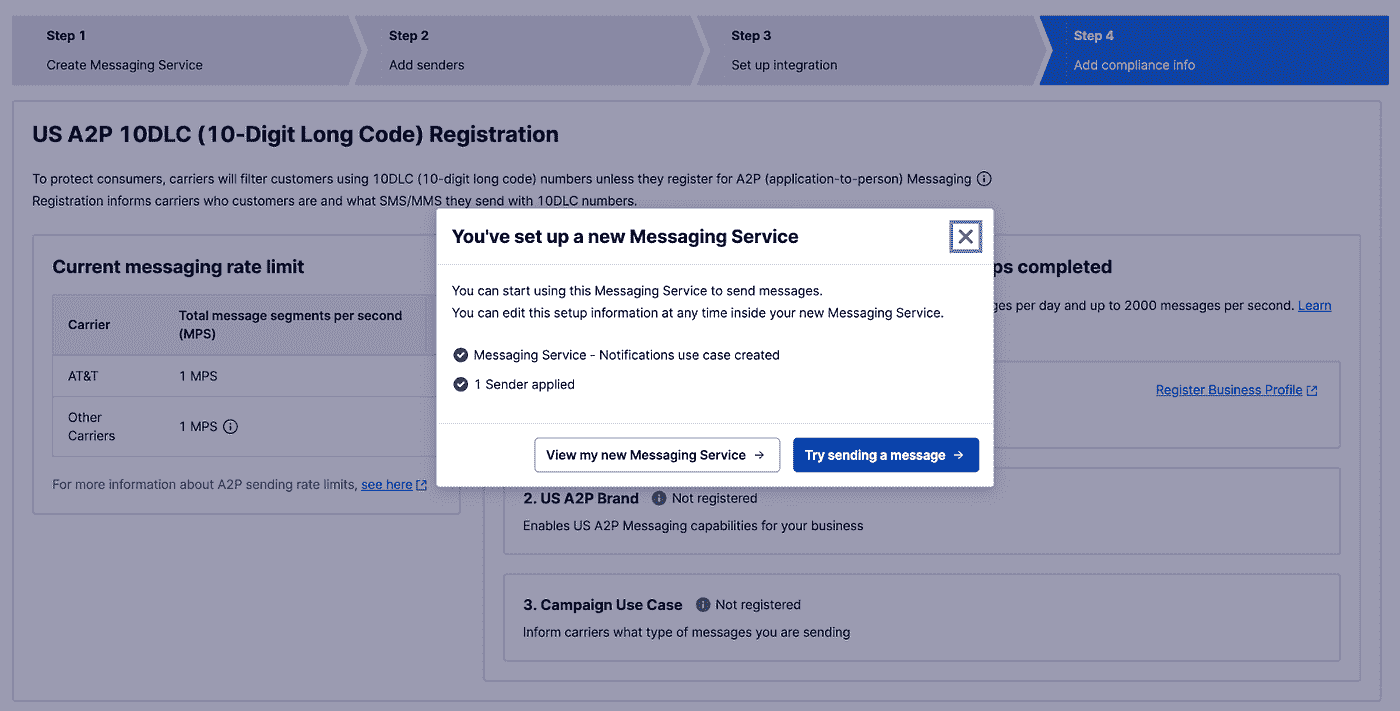 Step 1
Create Messaging Service
Step 2
Add senders
Step 3
Set up integration
Step 4
Add compliance info
US A2P 10DLC (10-Digit Long Code) Registration
To protect consumers, carriers will filter customers using 10DLC (10-digit long code) numbers unless they register for A2P (application-to-person) Messaging
Registration informs carriers who customers are and what SMS/MMS they send with 10DLC numbers.
Current messaging rate limit
Carrier
Total message segments per second
(MPS)
AT&T
1 MPS
Other
Carriers
1 MPS
For more information about A2P sending rate limits, see here
You've set up a new Messaging Service
You can start using this Messaging Service to send messages.
You can edit this setup information at any time inside your new Messaging Service.
Messaging Service - Notifications use case created
1 Sender applied
View my new Messaging Service →
Try sending a message →
completed
per day and up to 2000 messages per second. Learn
Register Business Profile
2. US A2P Brand Not registered
Enables US A2P Messaging capabilities for your business
3. Campaign Use Case Not registered
Inform carriers what type of messages you are sending